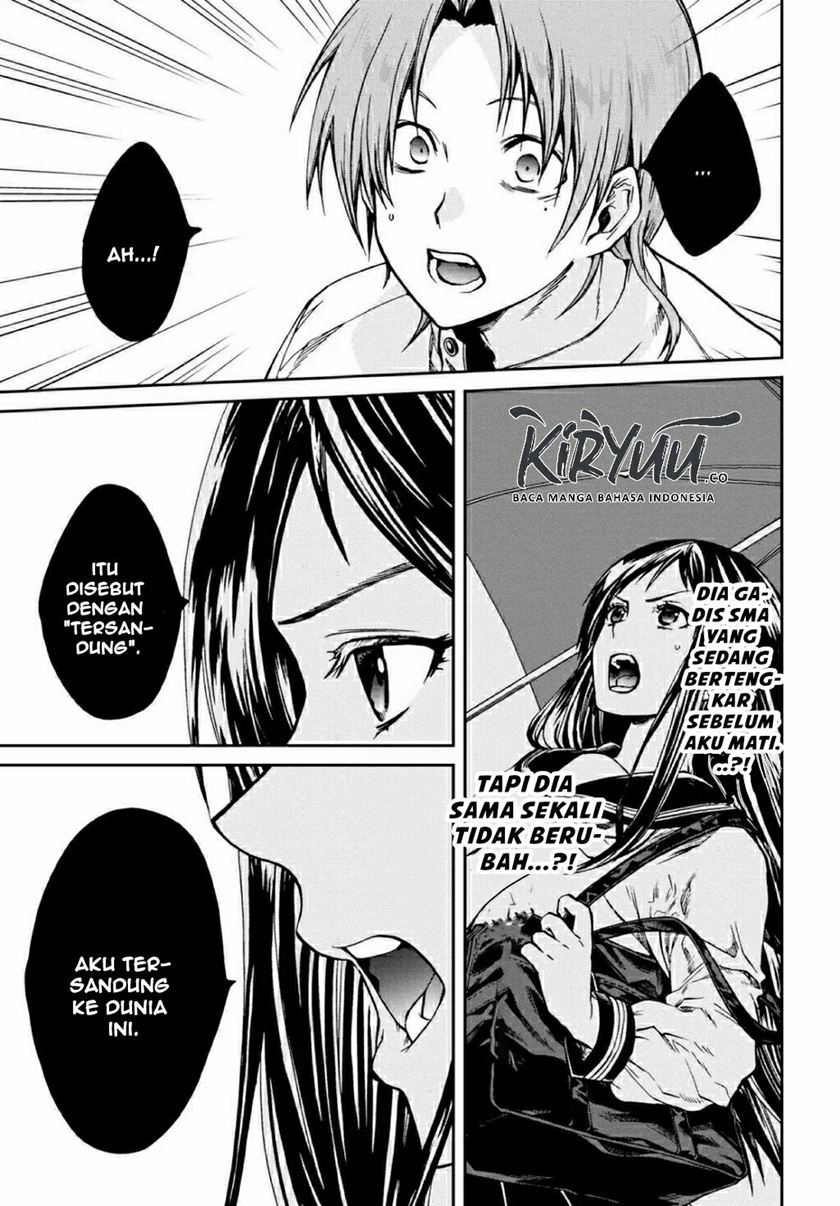 ...
AH...!
KIRYUU.CO
BACA MANGA BAHASA INDONESIA
DIA GA-
DIS SMA
YANG
SEDANG
BERTENG-
KAR
SEBELUM
AKU MATI.
..?!
TAPI DIA
SAMA SEKALI
TIDAK BERU-
BAH...?!
ITU
DISEBUT
DENGAN
"TERSAN-
DUNG".
AKU TER-
SANDUNG
KE DUNIA
INI.